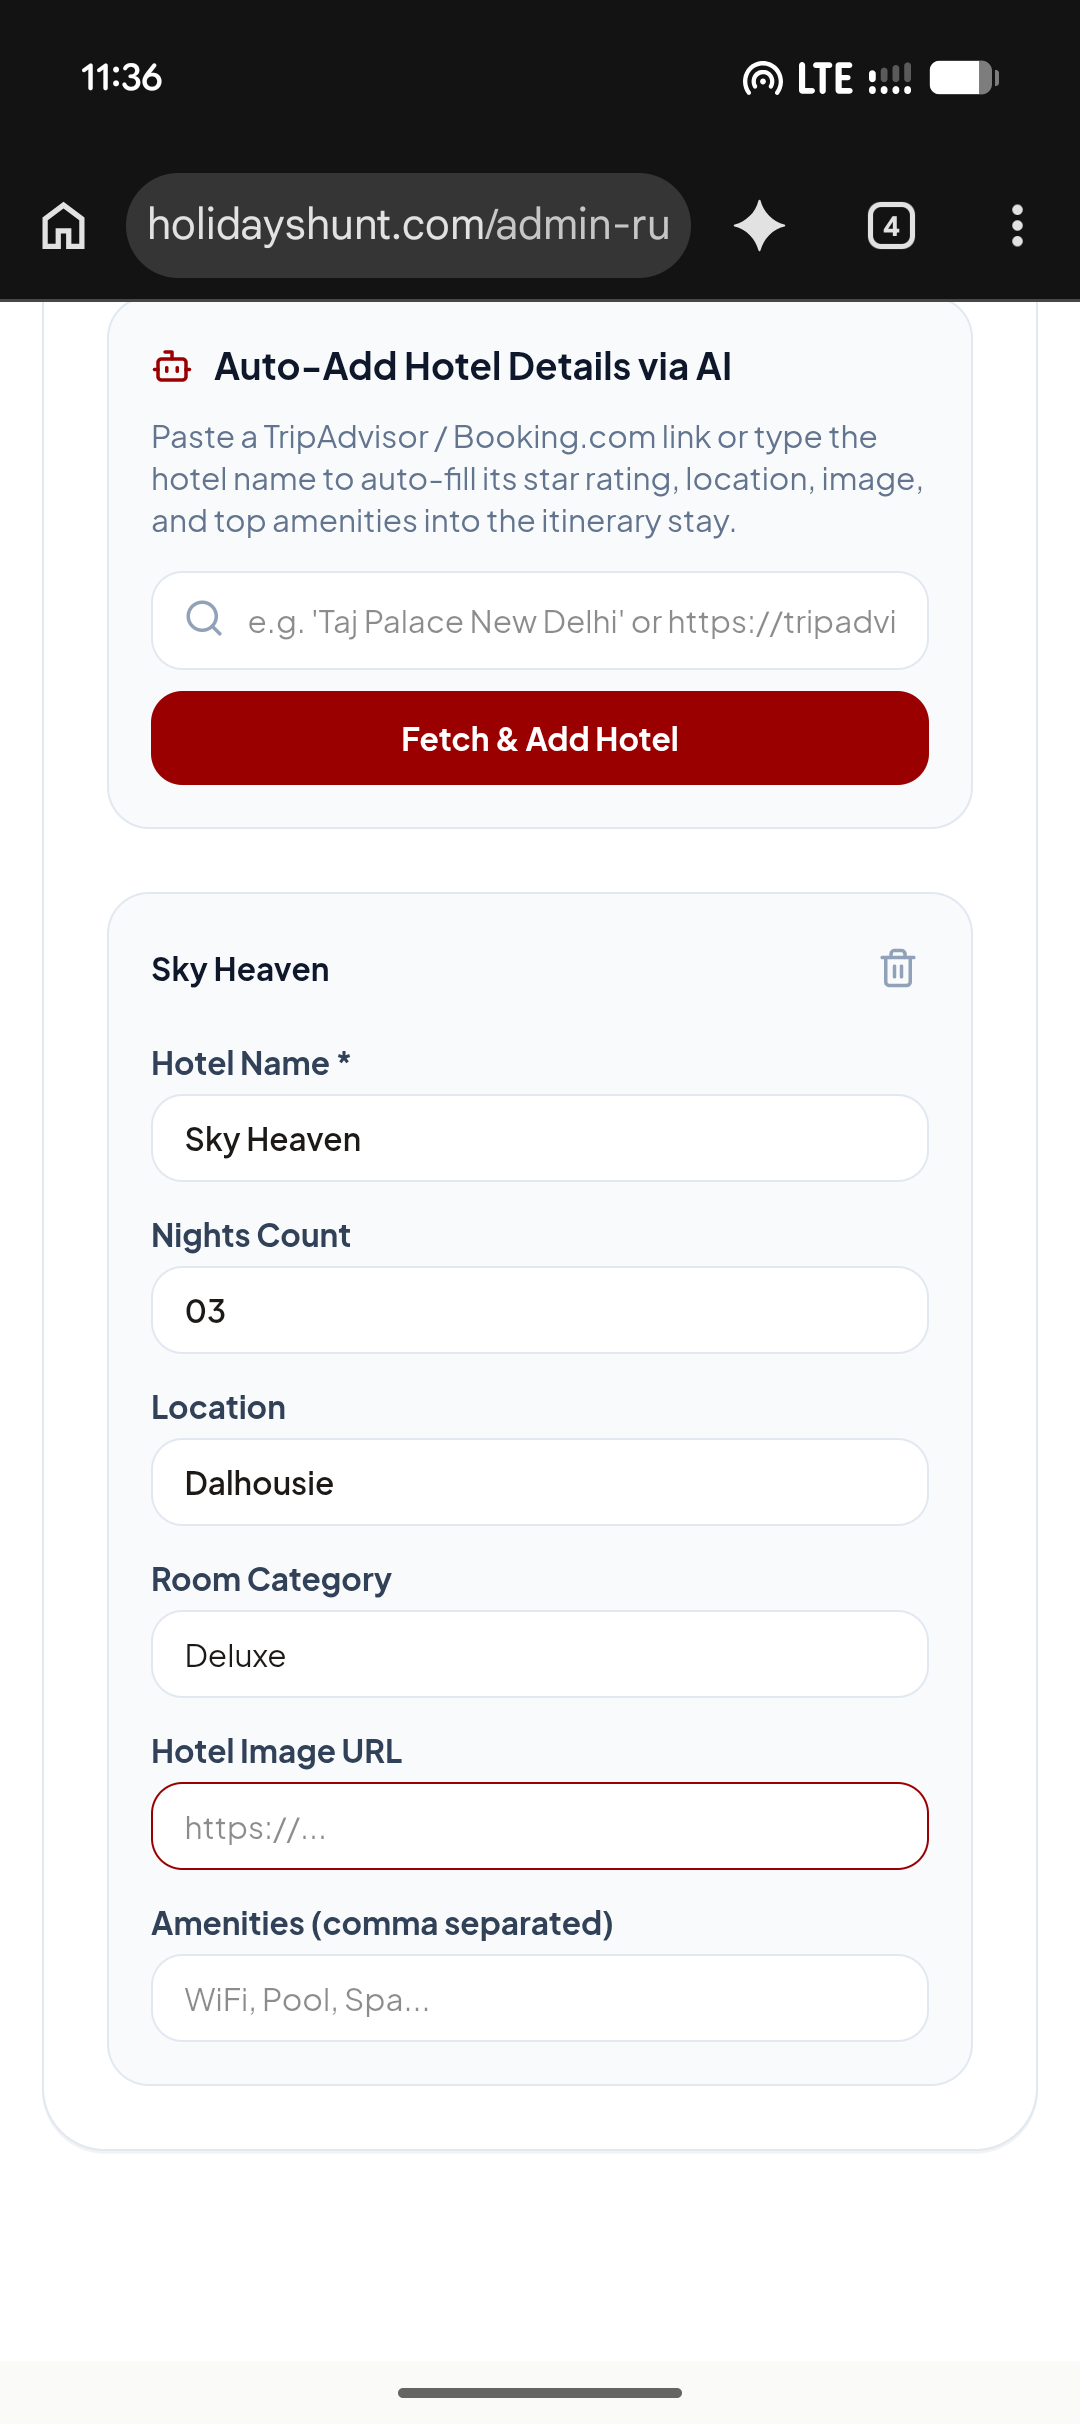 11:36
LTE
holidayshunt.com/admin-ru
4
Auto-Add Hotel Details via AI
Paste a TripAdvisor / Booking.com link or type the
hotel name to auto-fill its star rating, location, image,
and top amenities into the itinerary stay.
e.g. 'Taj Palace New Delhi' or https://tripadvi
Fetch & Add Hotel
Sky Heaven
Hotel Name *
Sky Heaven
Nights Count
03
Location
Dalhousie
Room Category
Deluxe
Hotel Image URL
https://...
Amenities (comma separated)
WiFi, Pool, Spa...